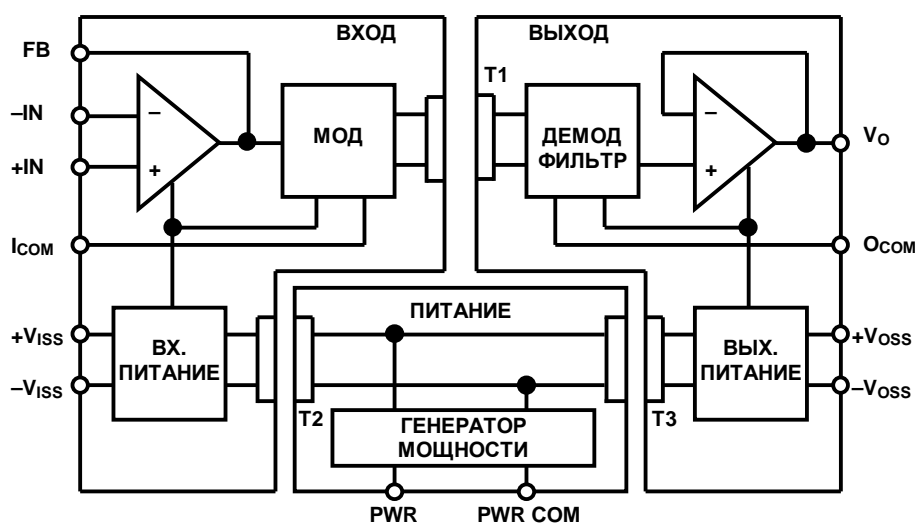 FB
–IN
+IN
ICOM
+VISS
–VISS
ВХОД
– 
+
МОД
ВХ.
ПИТАНИЕ
T1
T2
ПИТАНИЕ
ГЕНЕРАТОР
МОЩНОСТИ
PWR
PWR COM
ВЫХОД
ДЕМОД
ФИЛЬТР
–
+
T3
ВЫХ.
ПИТАНИЕ
VO
OCOM
+VOSS
–VOSS